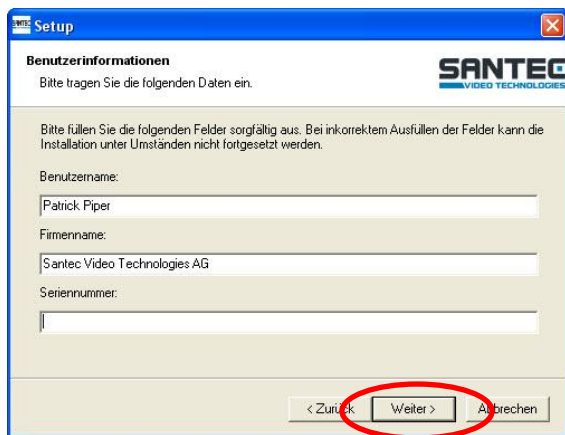 Setup
Benutzerinformationen
Bitte tragen Sie die folgenden Daten ein.
SANTEC
VIDEO TECHNOLOGIES
Bitte füllen Sie die folgenden Felder sorgfältig aus. Bei inkorrektem Ausfüllen der Felder kann die
Installation unter Umständen nicht fortgesetzt werden.
Benutzername:
Patrick Piper
Firmenname:
Santec Video Technologies AG
Seriennummer:
< Zurück Weiter > Abbrechen